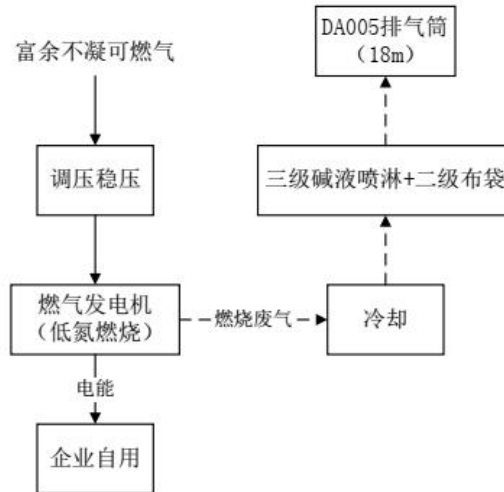 富余不凝可燃气
调压稳压
燃气发电机
（低氮燃烧）
电能
企业自用
燃烧废气
冷却
三级碱液喷淋+二级布袋
DA005排气筒
（18m）